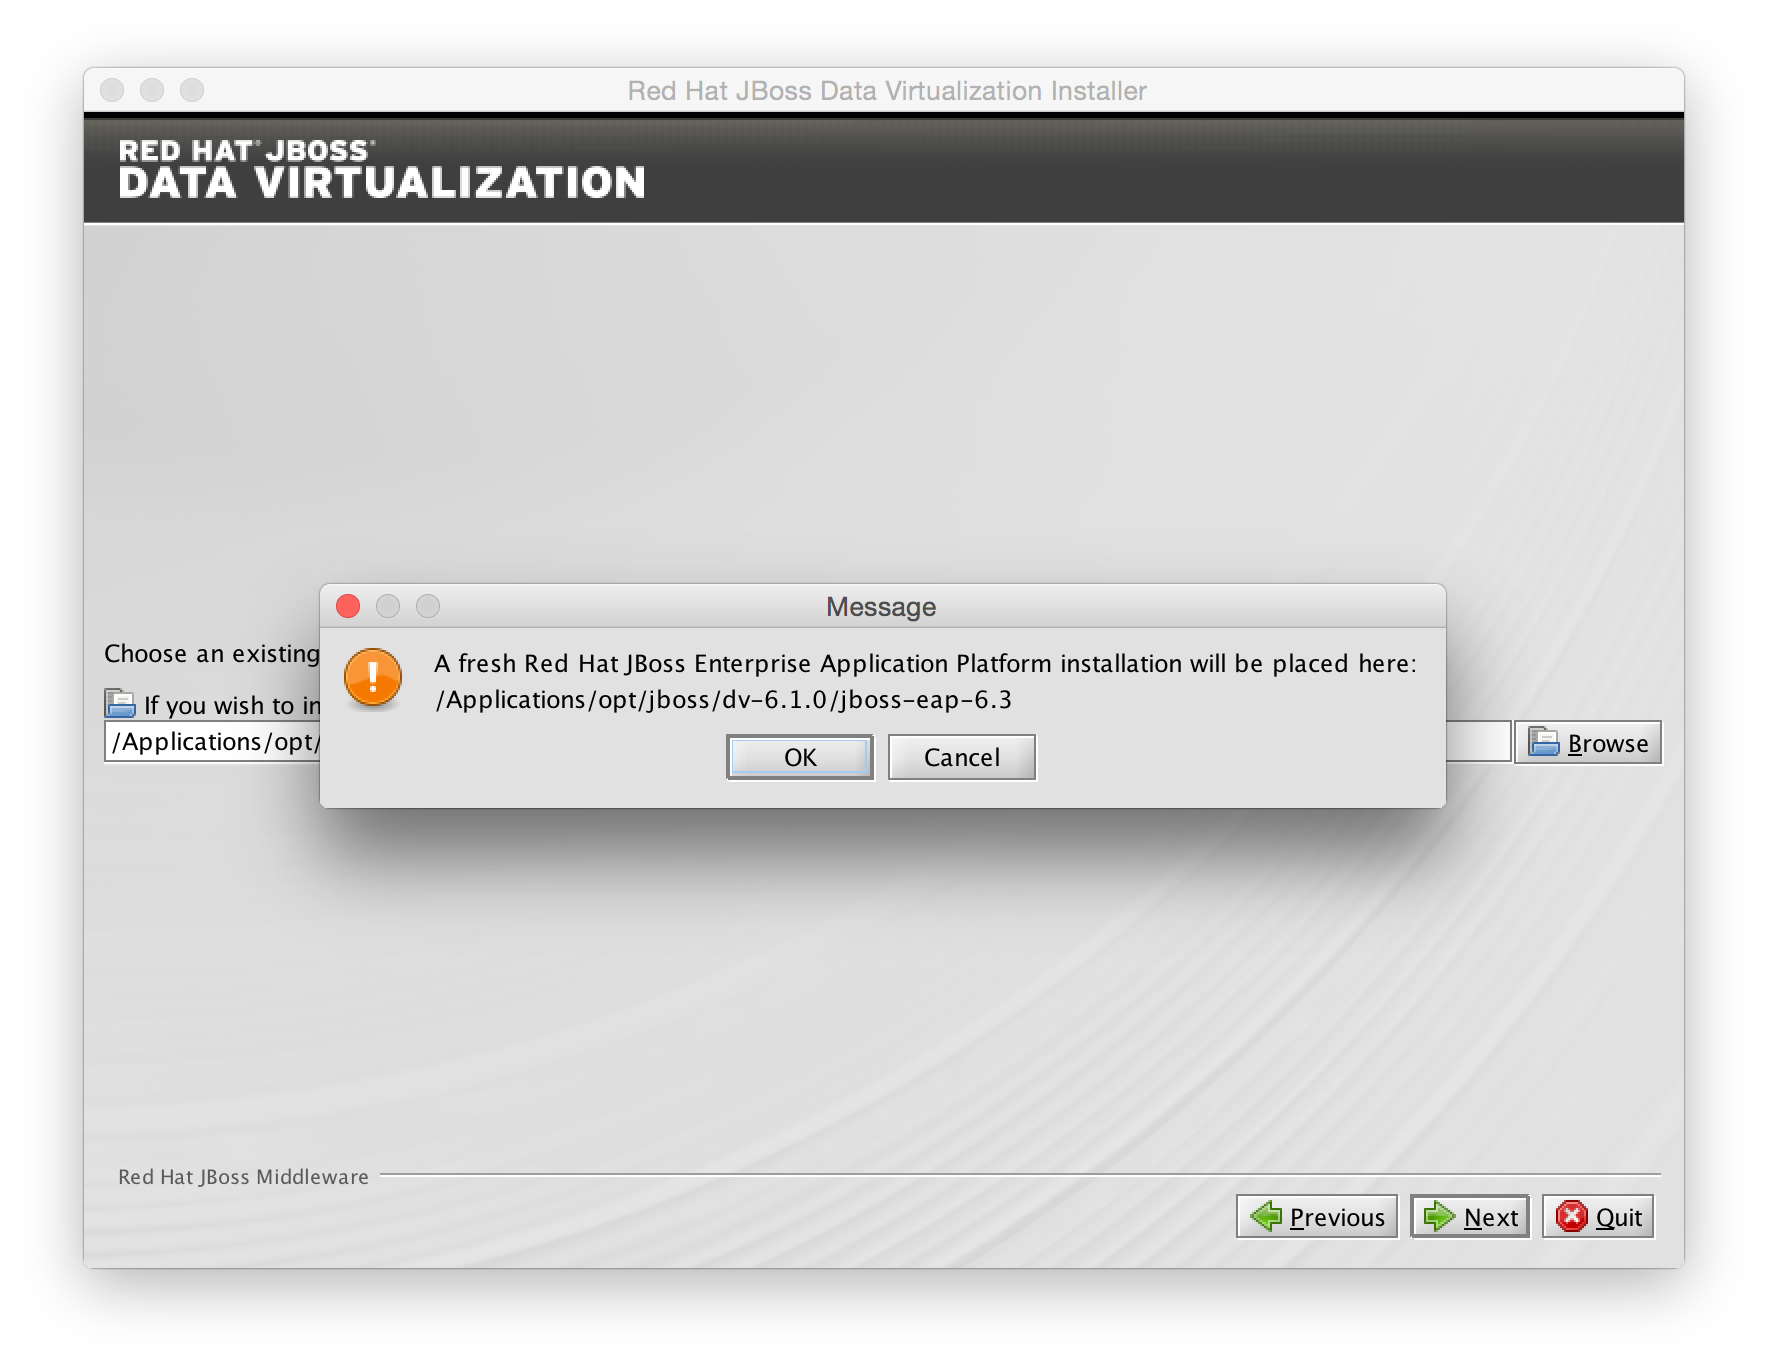 Red Hat JBoss Data Virtualization Installer
RED HAT® JBOSS®
DATA VIRTUALIZATION
Message
A fresh Red Hat JBoss Enterprise Application Platform installation will be placed here:
/Applications/opt/jboss/dv-6.1.0/jboss-eap-6.3
OK
Cancel
Choose an existing
If you wish to in
/Applications/opt/
Browse
Red Hat JBoss Middleware
Previous
Next
Quit